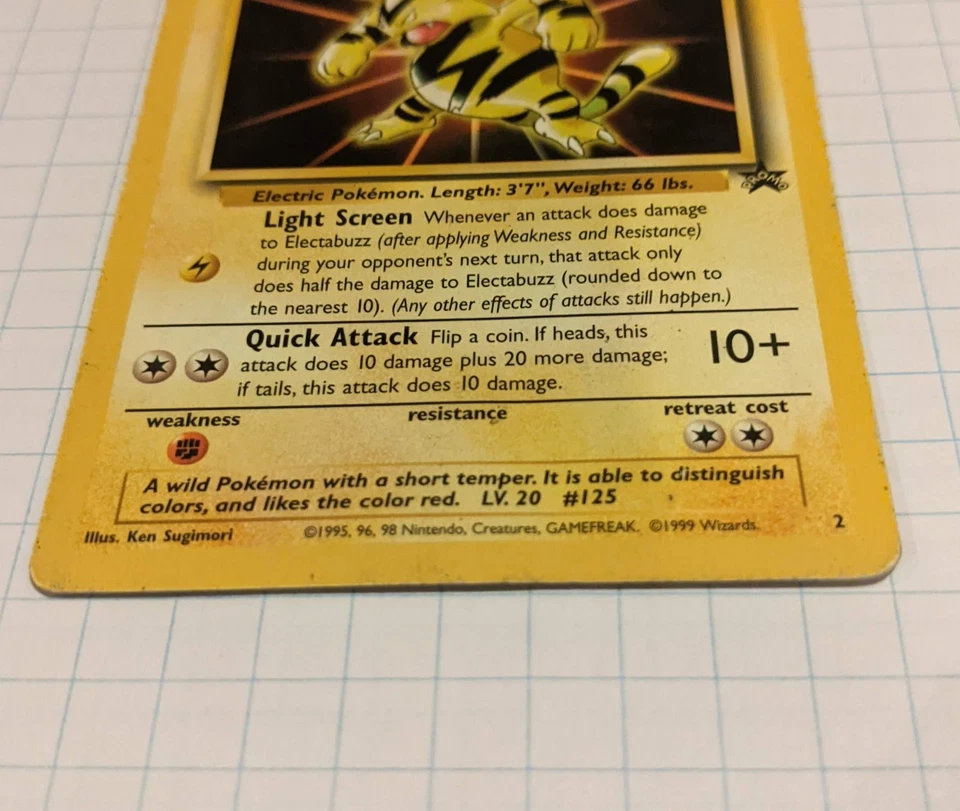 Electric Pokémon. Length: 3'7", Weight: 66 lbs.
PROMO
Light Screen Whenever an attack does damage
to Electabuzz (after applying Weakness and Resistance)
during your opponent's next turn, that attack only
does half the damage to Electabuzz (rounded down to
the nearest 10). (Any other effects of attacks still happen.)
Quick Attack Flip a coin. If heads, this
attack does 10 damage plus 20 more damage;
if tails, this attack does 10 damage.
10+
weakness resistance retreat cost
A wild Pokémon with a short temper. It is able to distinguish
colors, and likes the color red. LV. 20 #125
Illus. Ken Sugimori ©1995, 96, 98 Nintendo, Creatures, GAMEFREAK. ©1999 Wizards. 2